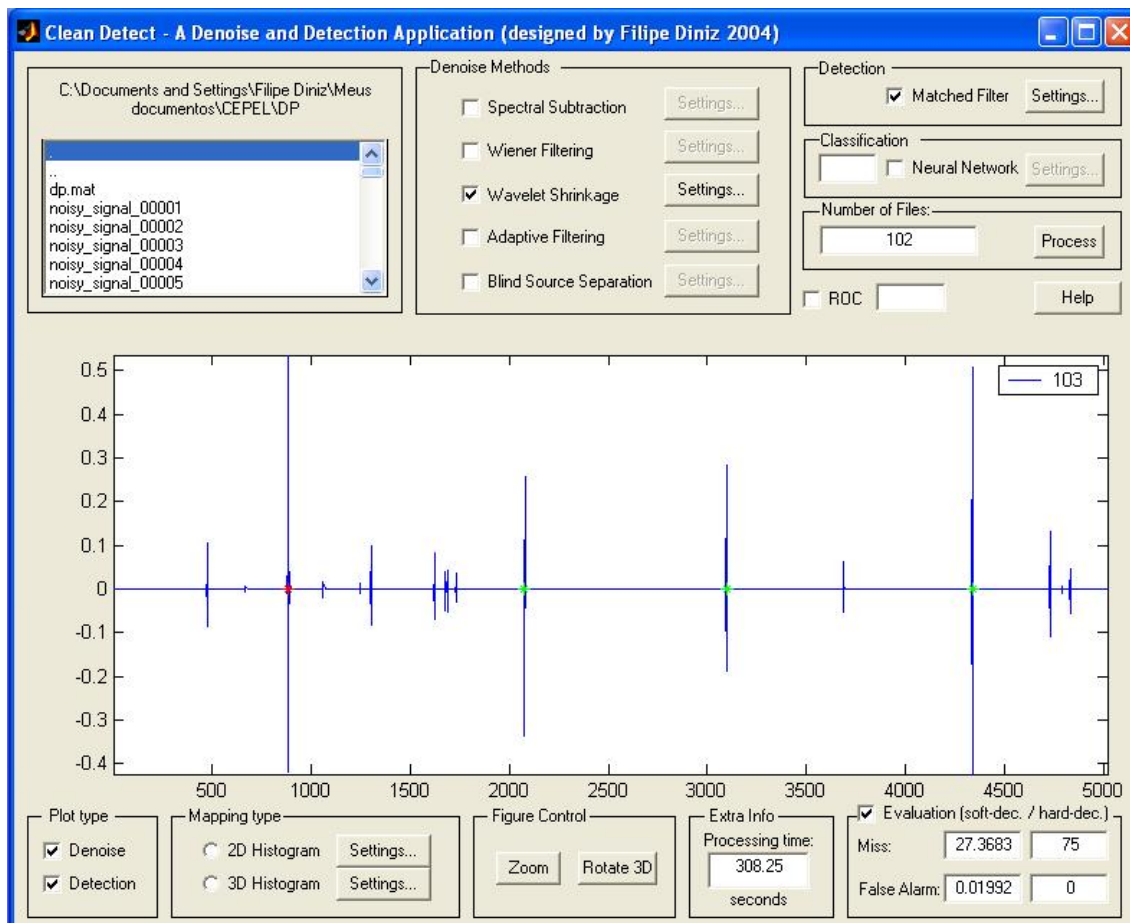 Clean Detect - A Denoise and Detection Application (designed by Filipe Diniz 2004)
C:\Documents and Settings\Filipe Diniz\Meus
documentos\CEPEL\DP
.
..
dp.mat
noisy_signal_00001
noisy_signal_00002
noisy_signal_00003
noisy_signal_00004
noisy_signal_00005
Denoise Methods
Spectral Subtraction
Settings...
Wiener Filtering
Settings...
Wavelet Shrinkage
Settings...
Adaptive Filtering
Settings...
Blind Source Separation
Settings...
Detection
Matched Filter
Settings...
Classification
Neural Network
Settings...
Number of Files:
102
Process
ROC
Help
103
0.5
0.4
0.3
0.2
0.1
0
-0.1
-0.2
-0.3
-0.4
500 1000 1500 2000 2500 3000 3500 4000 4500 5000
Plot type
Denoise
Detection
Mapping type
2D Histogram
Settings...
3D Histogram
Settings...
Figure Control
Zoom
Rotate 3D
Extra Info
Processing time:
308.25
seconds
Evaluation (soft-dec. / hard-dec.)
Miss: 27.3683 75
False Alarm: 0.01992 0